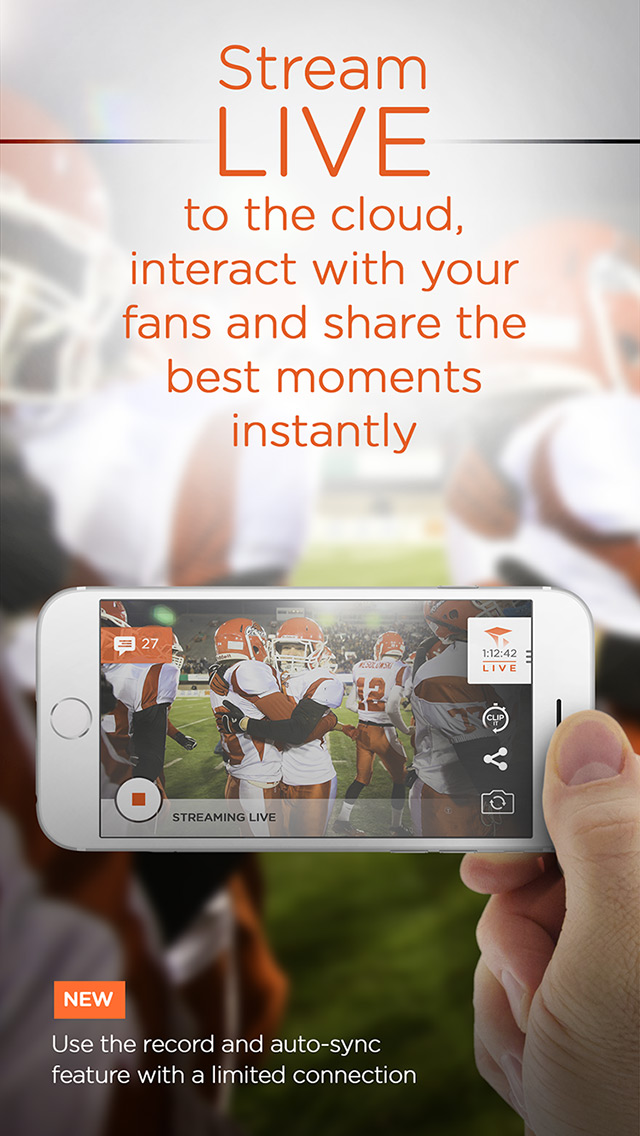 Stream
LIVE
to the cloud,
interact with your
fans and share the
best moments
instantly
27
1:12:42
LIVE
12
CLIP
IT
STREAMING LIVE
NEW
Use the record and auto-sync
feature with a limited connection